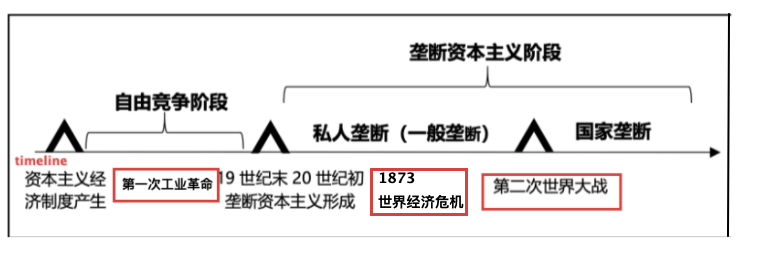 垄断资本主义阶段
自由竞争阶段
私人垄断（一般垄断）
国家垄断
timeline
资本主义经
济制度产生
第一次工业革命
19 世纪末 20 世纪初
垄断资本主义形成
1873
世界经济危机
第二次世界大战